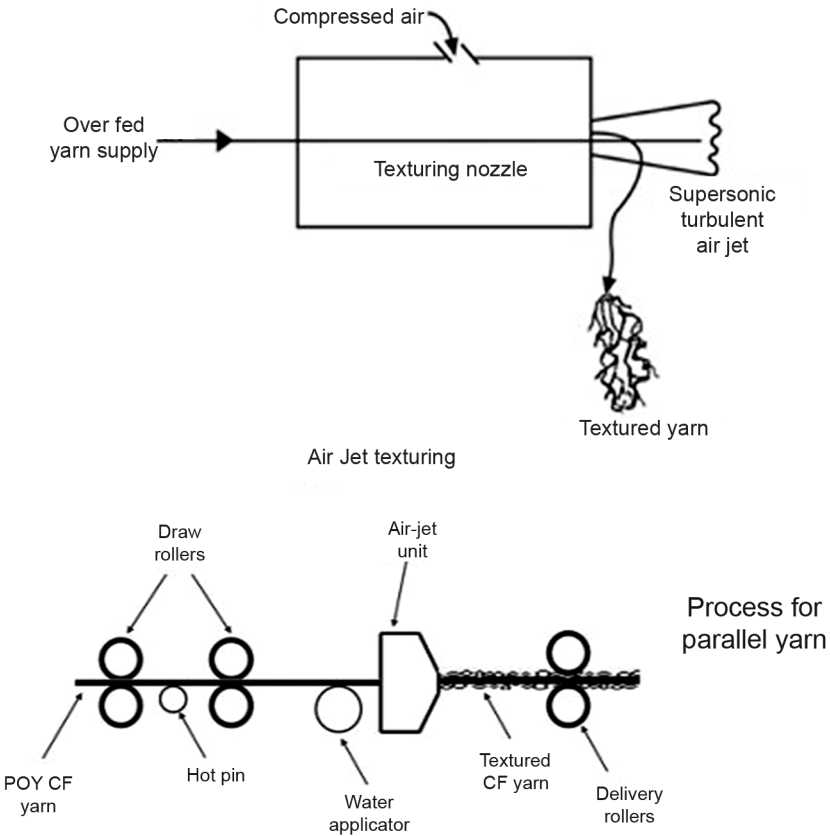 Compressed air
Over fed
yarn supply
Texturing nozzle
Supersonic
turbulent
air jet
Textured yarn
Air Jet texturing
Draw
rollers
Air-jet
unit
Process for
parallel yarn
POY CF
yarn
Hot pin
Water
applicator
Textured
CF yarn
Delivery
rollers